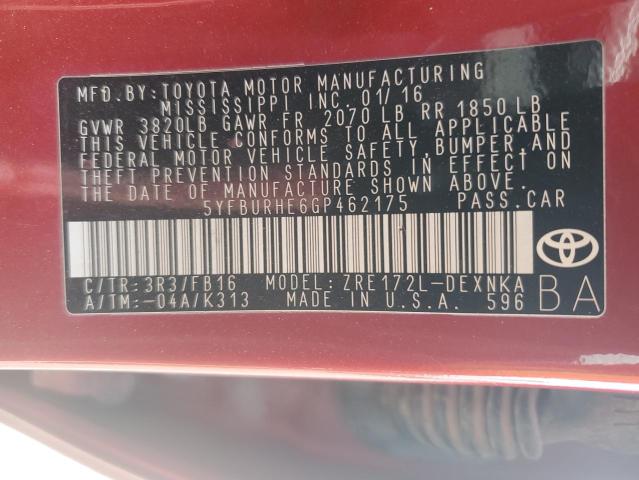 MFD.BY: TOYOTA MOTOR MANUFACTURING
MISSISSIPPI INC. 01/16
GVWR 3820LB GAWR FR 2070 LB RR 1850 LB
THIS VEHICLE CONFORMS TO ALL APPLICABLE
FEDERAL MOTOR VEHICLE SAFETY, BUMPER, AND
THEFT PREVENTION STANDARDS IN EFFECT ON
THE DATE OF MANUFACTURE SHOWN ABOVE.
5YFBURHE6GP462175 PASS.CAR
C/TR: 3R3/FB16 MODEL: ZRE172L-DEXNKA
A/TM: -04A/K313 MADE IN U.S.A. 596
BA